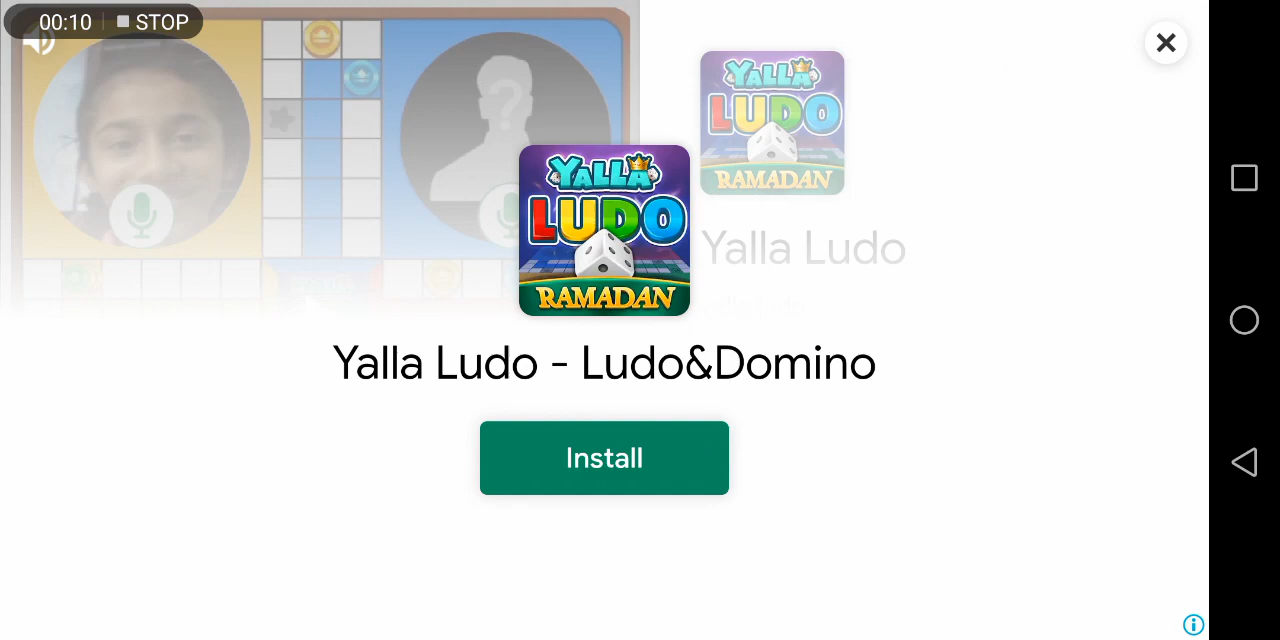 00:10 STOP
YALLA
LUDO
RAMADAN
YALLA
LUDO
RAMADAN
Yalla Ludo
Yalla Ludo - Ludo&Domino
Install